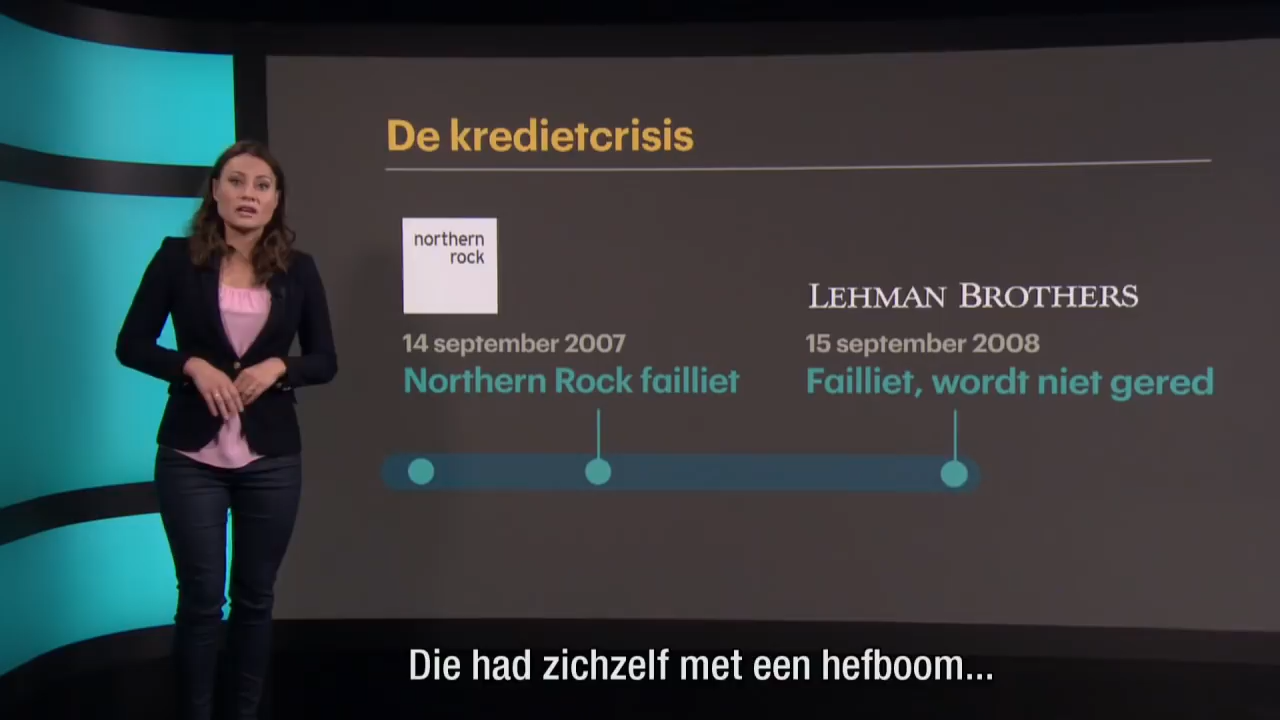 De kredietcrisis
northern
rock
14 september 2007
Northern Rock failliet
LEHMAN BROTHERS
15 september 2008
Failliet, wordt niet gered
Die had zichzelf met een hefboom...